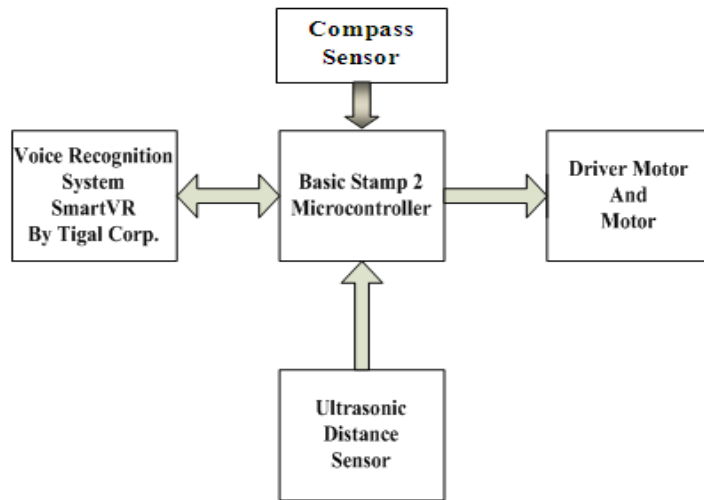 Compass
Sensor
Voice Recognition
System
SmartVR
By Tigal Corp.
Basic Stamp 2
Microcontroller
Driver Motor
And
Motor
Ultrasonic
Distance
Sensor